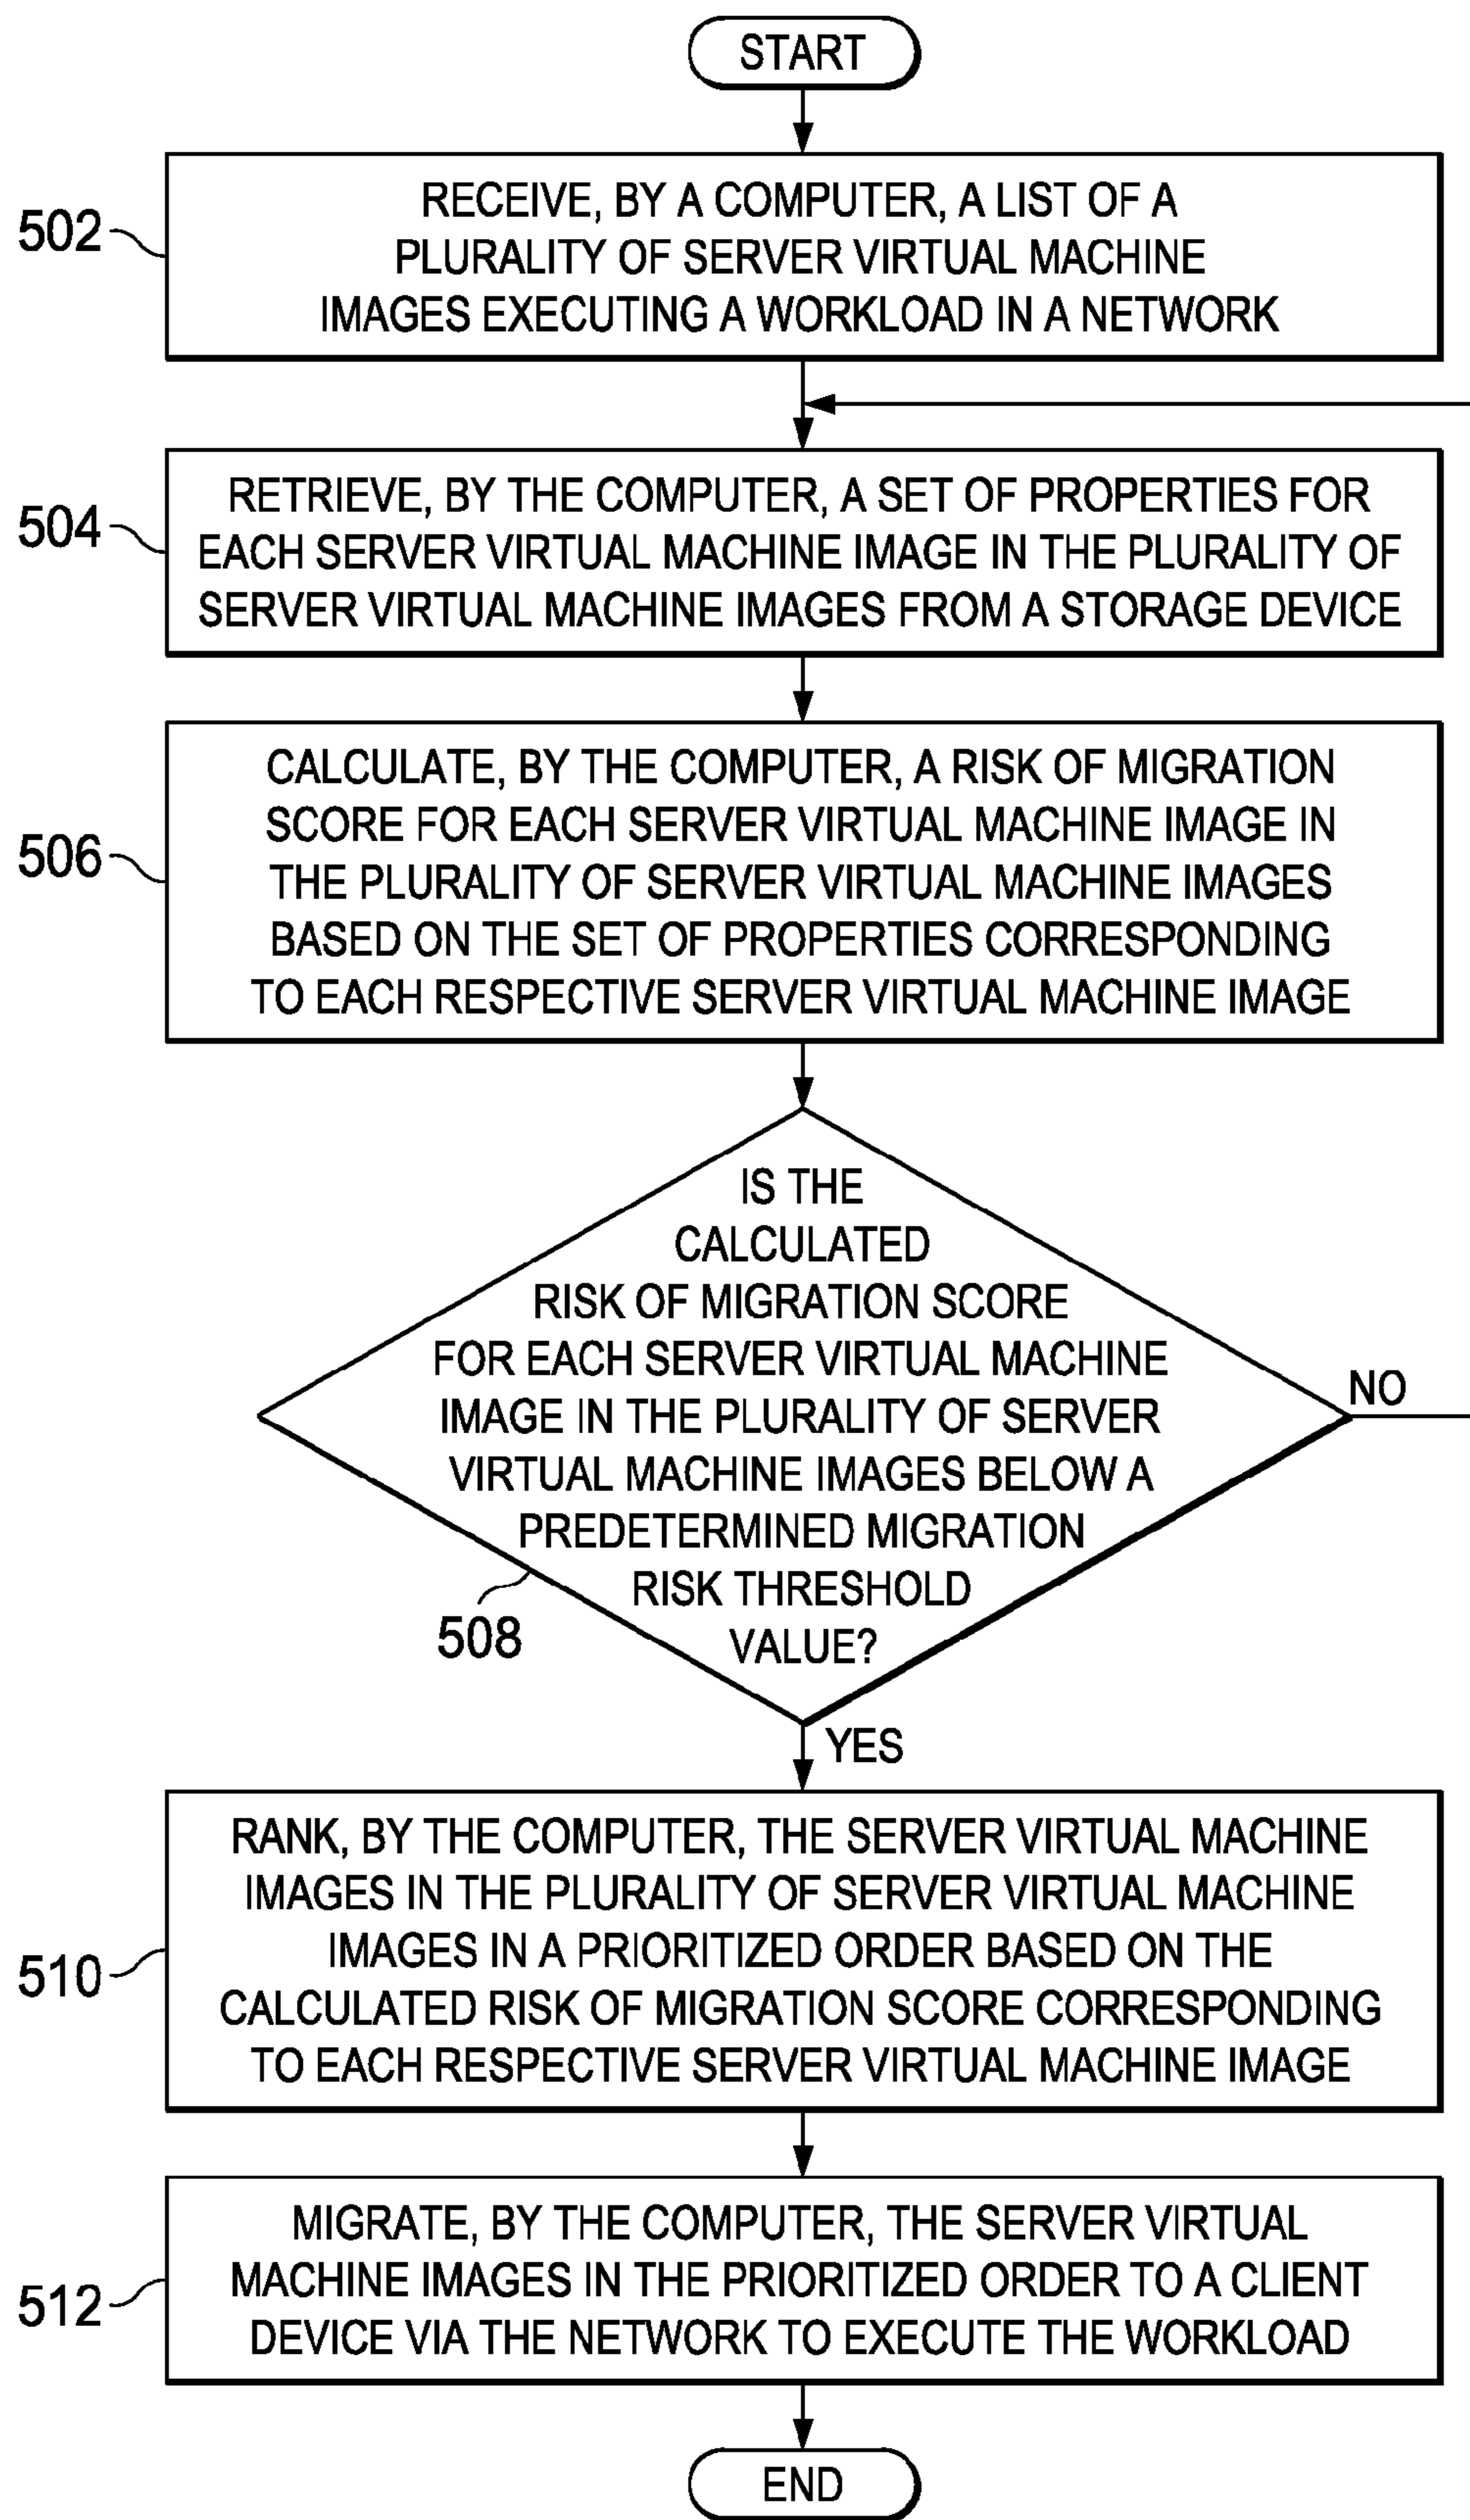 START
502
RECEIVE, BY A COMPUTER, A LIST OF A
PLURALITY OF SERVER VIRTUAL MACHINE
IMAGES EXECUTING A WORKLOAD IN A NETWORK
504
RETRIEVE, BY THE COMPUTER, A SET OF PROPERTIES FOR
EACH SERVER VIRTUAL MACHINE IMAGE IN THE PLURALITY OF
SERVER VIRTUAL MACHINE IMAGES FROM A STORAGE DEVICE
506
CALCULATE, BY THE COMPUTER, A RISK OF MIGRATION
SCORE FOR EACH SERVER VIRTUAL MACHINE IMAGE IN
THE PLURALITY OF SERVER VIRTUAL MACHINE IMAGES
BASED ON THE SET OF PROPERTIES CORRESPONDING
TO EACH RESPECTIVE SERVER VIRTUAL MACHINE IMAGE
IS THE
CALCULATED
RISK OF MIGRATION SCORE
FOR EACH SERVER VIRTUAL MACHINE
IMAGE IN THE PLURALITY OF SERVER
VIRTUAL MACHINE IMAGES BELOW A
PREDETERMINED MIGRATION
RISK THRESHOLD
VALUE?
508
NO
YES
510
RANK, BY THE COMPUTER, THE SERVER VIRTUAL MACHINE
IMAGES IN THE PLURALITY OF SERVER VIRTUAL MACHINE
IMAGES IN A PRIORITIZED ORDER BASED ON THE
CALCULATED RISK OF MIGRATION SCORE CORRESPONDING
TO EACH RESPECTIVE SERVER VIRTUAL MACHINE IMAGE
512
MIGRATE, BY THE COMPUTER, THE SERVER VIRTUAL
MACHINE IMAGES IN THE PRIORITIZED ORDER TO A CLIENT
DEVICE VIA THE NETWORK TO EXECUTE THE WORKLOAD
END